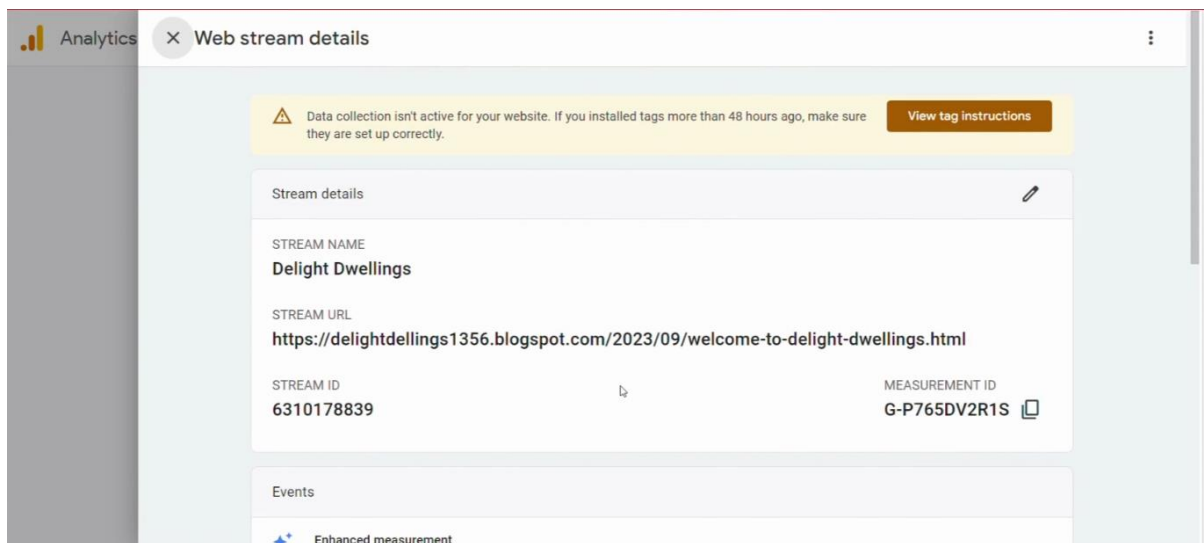 Analytics
Web stream details
Data collection isn't active for your website. If you installed tags more than 48 hours ago, make sure
they are set up correctly.
View tag instructions
Stream details
STREAM NAME
Delight Dwellings
STREAM URL
https://delightdellings1356.blogspot.com/2023/09/welcome-to-delight-dwellings.html
STREAM ID
6310178839
MEASUREMENT ID
G-P765DV2R1S
Events
Enhanced measurement